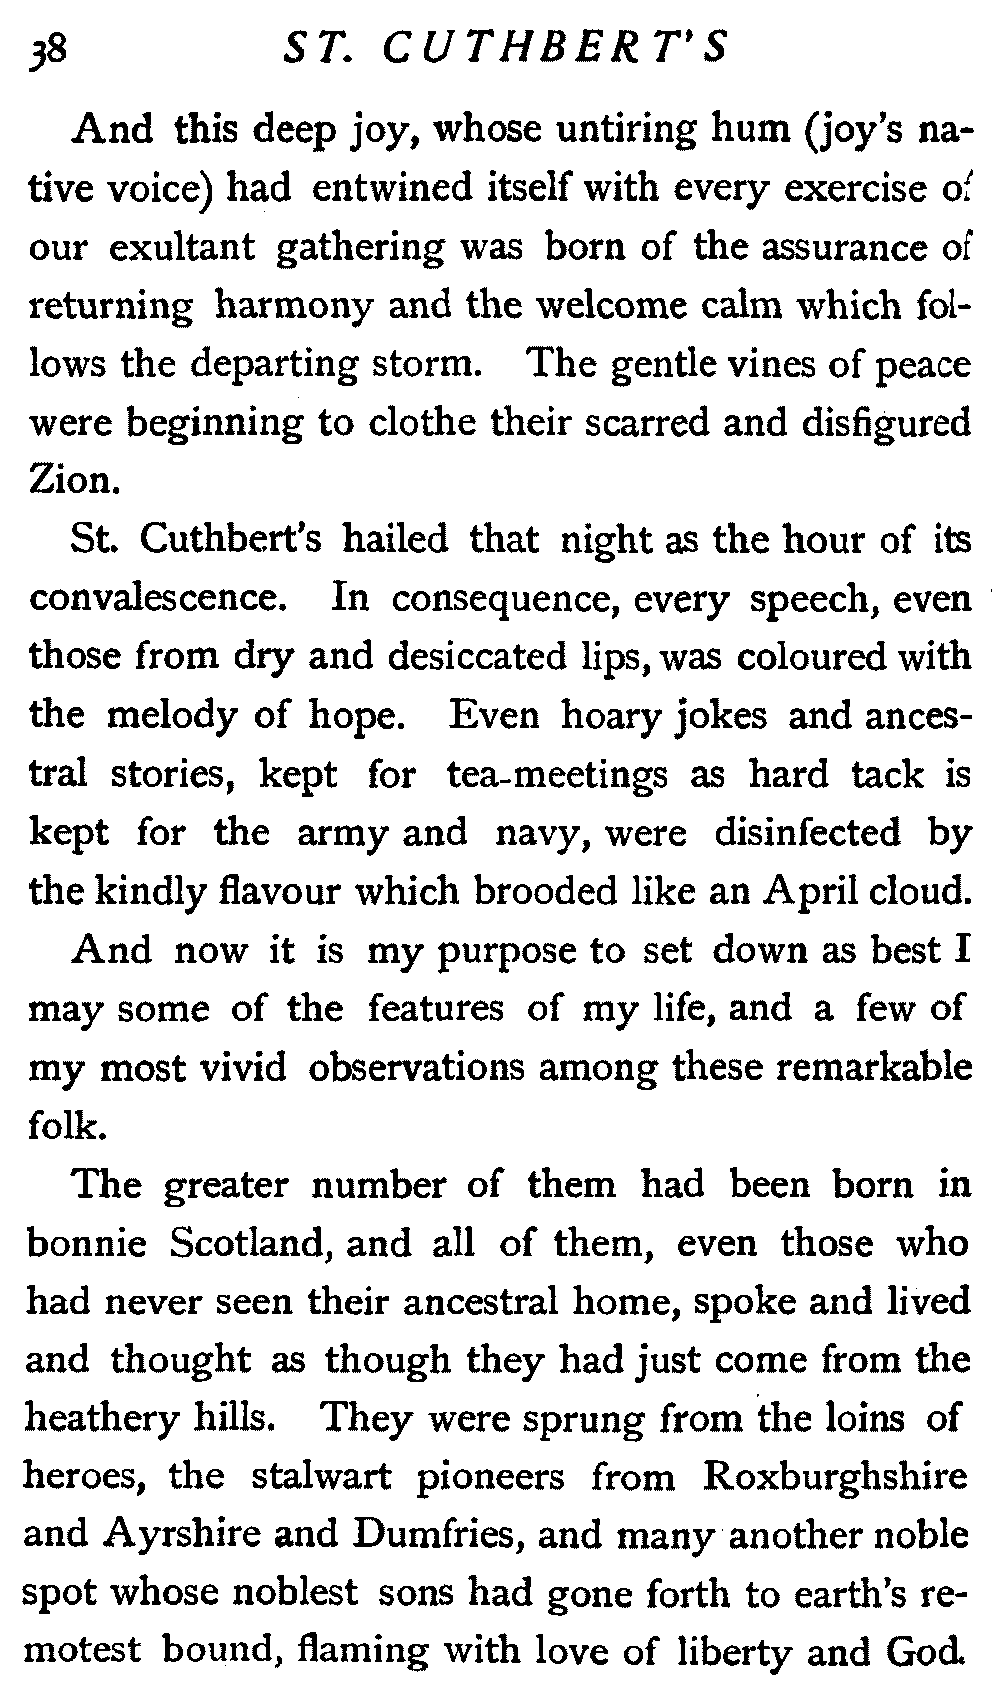 38 ST. CUTHBERT'S
And this deep joy, whose untiring hum (joy's na-
tive voice) had entwined itself with every exercise of
our exultant gathering was born of the assurance of
returning harmony and the welcome calm which fol-
lows the departing storm. The gentle vines of peace
were beginning to clothe their scarred and disfigured
Zion.
St. Cuthbert's hailed that night as the hour of its
convalescence. In consequence, every speech, even
those from dry and desiccated lips, was coloured with
the melody of hope. Even hoary jokes and ances-
tral stories, kept for tea-meetings as hard tack is
kept for the army and navy, were disinfected by
the kindly flavour which brooded like an April cloud.
And now it is my purpose to set down as best I
may some of the features of my life, and a few of
my most vivid observations among these remarkable
folk.
The greater number of them had been born in
bonnie Scotland, and all of them, even those who
had never seen their ancestral home, spoke and lived
and thought as though they had just come from the
heathery hills. They were sprung from the loins of
heroes, the stalwart pioneers from Roxburghshire
and Ayrshire and Dumfries, and many another noble
spot whose noblest sons had gone forth to earth's re-
motest bound, flaming with love of liberty and God.